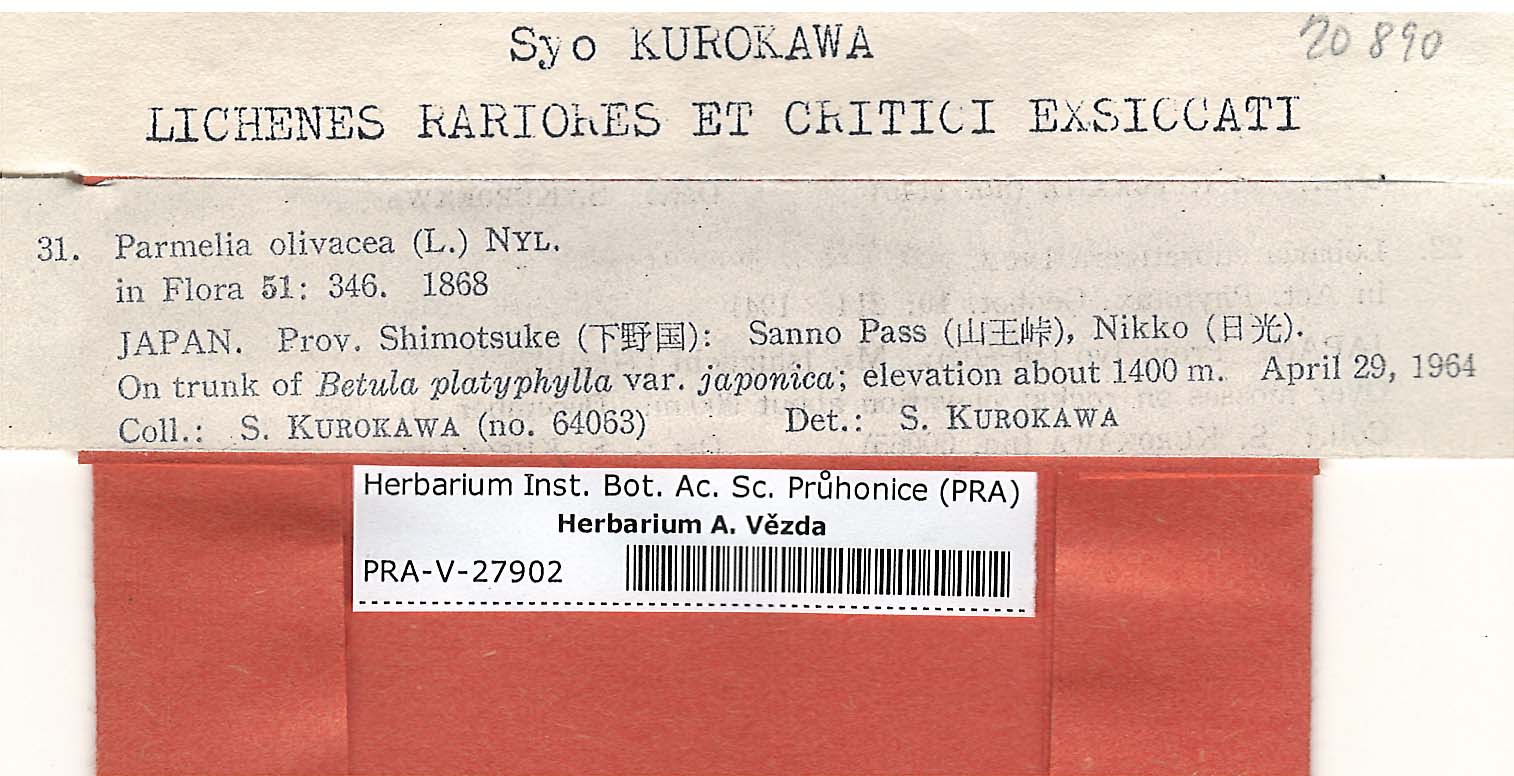 Syo KUROKAWA
20 890
LICHENES RARIORES ET CRITICI EXSICCATI
31. Parmelia olivacea (L.) NYL.
in Flora 51: 346. 1868
JAPAN. Prov. Shimotsuke (下野国): Sanno Pass (山王峠), Nikko (日光).
On trunk of Betula platyphylla var. japonica; elevation about 1400 m. April 29, 1964
Coll.: S. KUROKAWA (no. 64063) Det.: S. KUROKAWA
Herbarium Inst. Bot. Ac. Sc. Průhonice (PRA)
Herbarium A. Vězda
PRA-V-27902